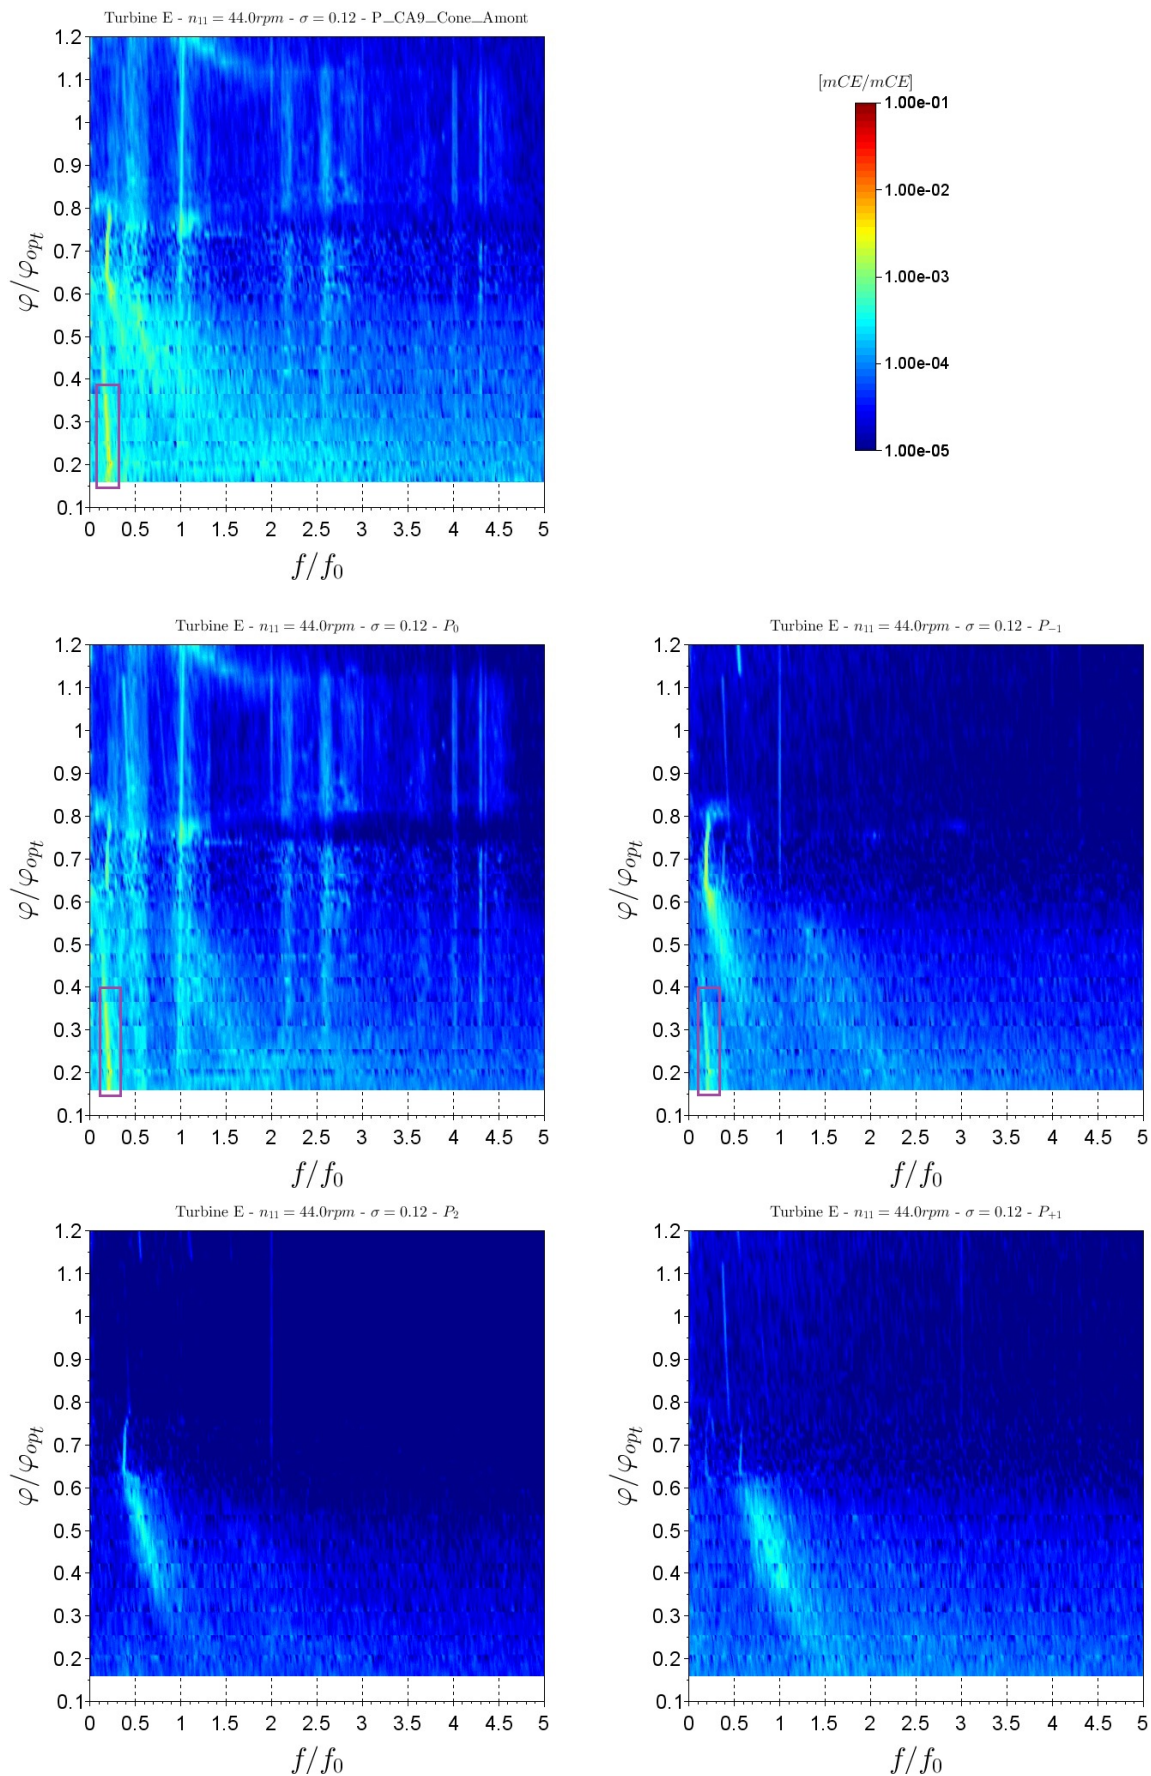 Turbine E - n₁₁ = 44.0rpm - σ = 0.12 - P_CA9_Cone_Amont
1.2
1.1
1
0.9
0.8
0.7
0.6
0.5
0.4
0.3
0.2
0.1
φ/φopt
0 0.5 1 1.5 2 2.5 3 3.5 4 4.5 5
f/f₀
[mCE/mCE]
1.00e-01
1.00e-02
1.00e-03
1.00e-04
1.00e-05
Turbine E - n₁₁ = 44.0rpm - σ = 0.12 - P₀
1.2
1.1
1
0.9
0.8
0.7
0.6
0.5
0.4
0.3
0.2
0.1
φ/φopt
0 0.5 1 1.5 2 2.5 3 3.5 4 4.5 5
f/f₀
Turbine E - n₁₁ = 44.0rpm - σ = 0.12 - P₋₁
1.2
1.1
1
0.9
0.8
0.7
0.6
0.5
0.4
0.3
0.2
0.1
φ/φopt
0 0.5 1 1.5 2 2.5 3 3.5 4 4.5 5
f/f₀
Turbine E - n₁₁ = 44.0rpm - σ = 0.12 - P₂
1.2
1.1
1
0.9
0.8
0.7
0.6
0.5
0.4
0.3
0.2
0.1
φ/φopt
0 0.5 1 1.5 2 2.5 3 3.5 4 4.5 5
f/f₀
Turbine E - n₁₁ = 44.0rpm - σ = 0.12 - P₊₁
1.2
1.1
1
0.9
0.8
0.7
0.6
0.5
0.4
0.3
0.2
0.1
φ/φopt
0 0.5 1 1.5 2 2.5 3 3.5 4 4.5 5
f/f₀